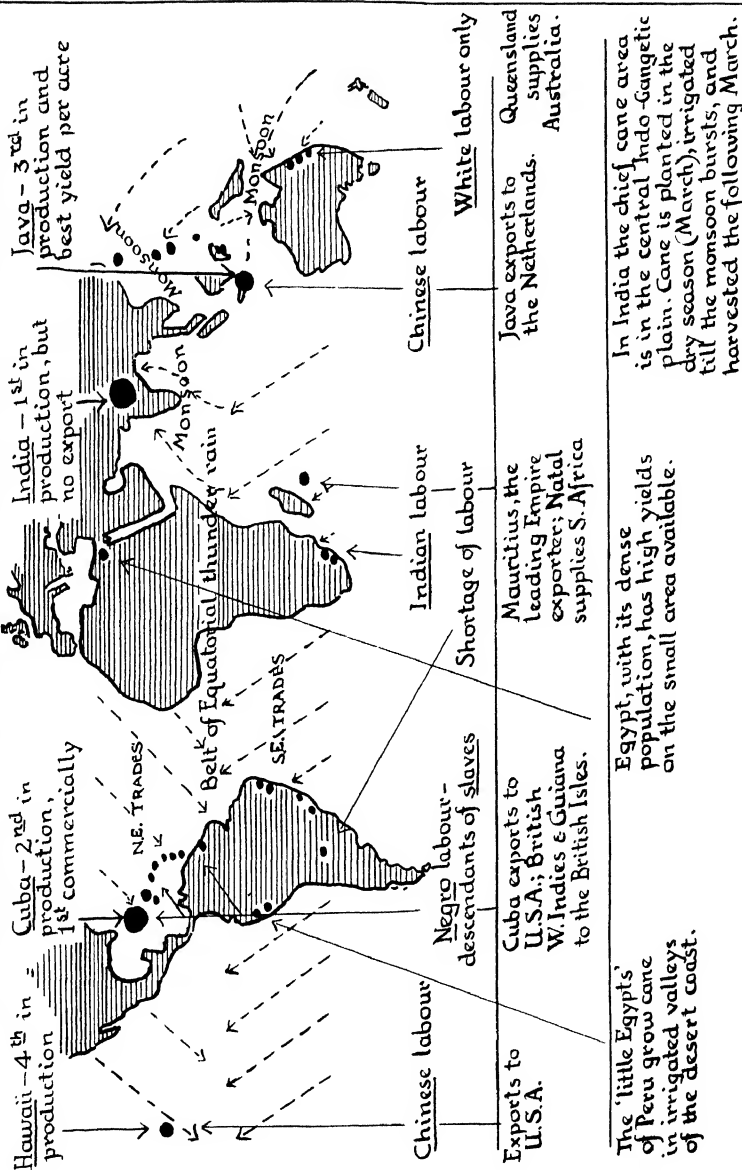 Hawaii – 4th in =
production
Cuba – 2nd in
production,
1st commercially
India – 1st in
production, but
no export
Java – 3rd in
production and
best yield per acre
N.E. TRADES
Belt of Equatorial thunder rain
S.E. TRADES
Monsoon
Monsoon
Monsoon
Chinese labour
Negro labour-
descendants of slaves
Shortage of labour
Indian labour
Chinese labour
White labour only
Exports to
U.S.A.
Cuba exports to
U.S.A.; British
W. Indies & Guiana
to the British Isles.
Mauritius, the
leading Empire
exporter; Natal
supplies S. Africa
Java exports to
the Netherlands.
Queensland
supplies
Australia.
The 'little Egypts'
of Peru grow cane
in irrigated valleys
of the desert coast.
Egypt, with its dense
population, has high yields
on the small area available.
In India the chief cane area
is in the central Indo-Gangetic
plain. Cane is planted in the
dry season (March), irrigated
till the monsoon bursts, and
harvested the following March.